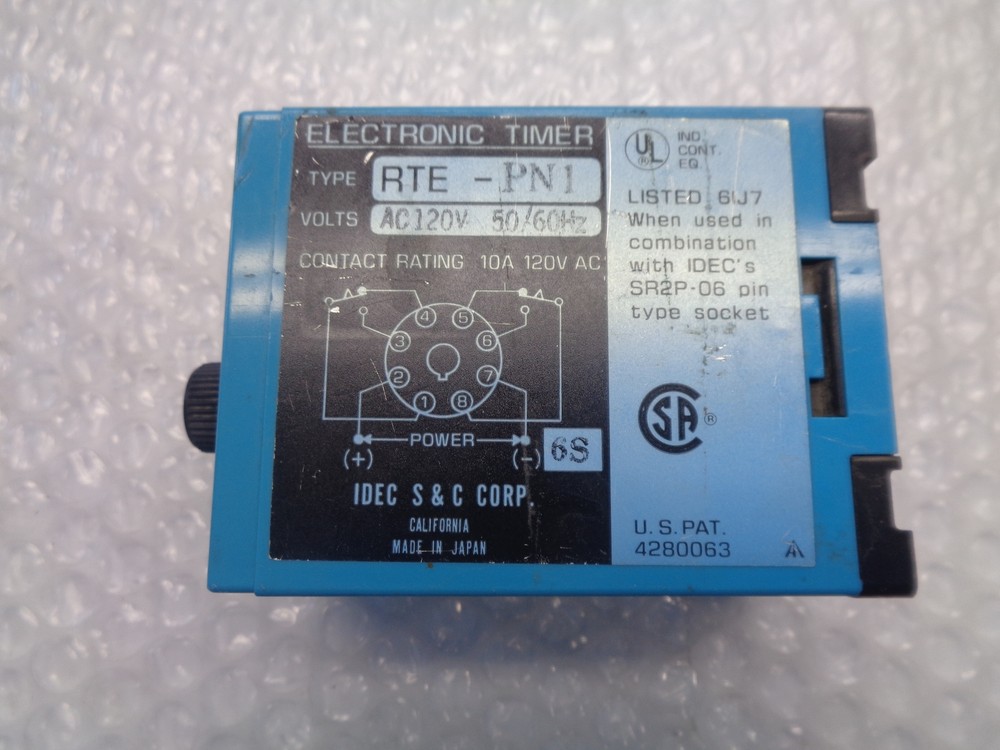 ELECTRONIC TIMER
TYPE RTE - PN1
VOLTS AC120V 50/60Hz
CONTACT RATING 10A 120V AC
4 5
3 6
2 7
1 8
POWER
(+) (-) 6S
IDEC S & C CORP.
CALIFORNIA
MADE IN JAPAN
UL ®
IND.
CONT.
EQ.
LISTED 6IJ7
When used in
combination
with IDEC's
SR2P-06 pin
type socket
SA ®
U.S. PAT.
4280063